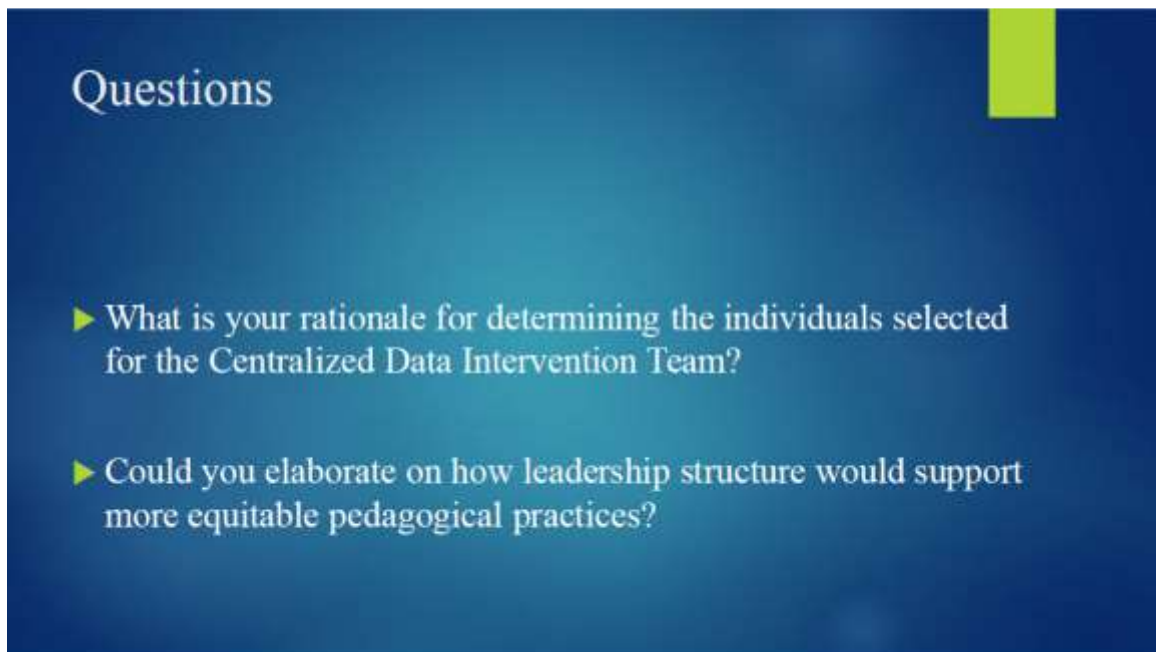 Questions
What is your rationale for determining the individuals selected
for the Centralized Data Intervention Team?
Could you elaborate on how leadership structure would support
more equitable pedagogical practices?